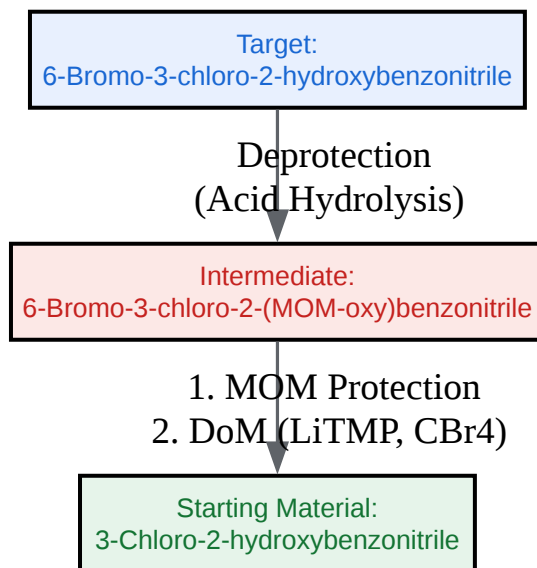 Target:
6-Bromo-3-chloro-2-hydroxybenzonitrile
Deprotection
(Acid Hydrolysis)
Intermediate:
6-Bromo-3-chloro-2-(MOM-oxy)benzonitrile
1. MOM Protection
2. DoM (LiTMP, CBr4)
Starting Material:
3-Chloro-2-hydroxybenzonitrile